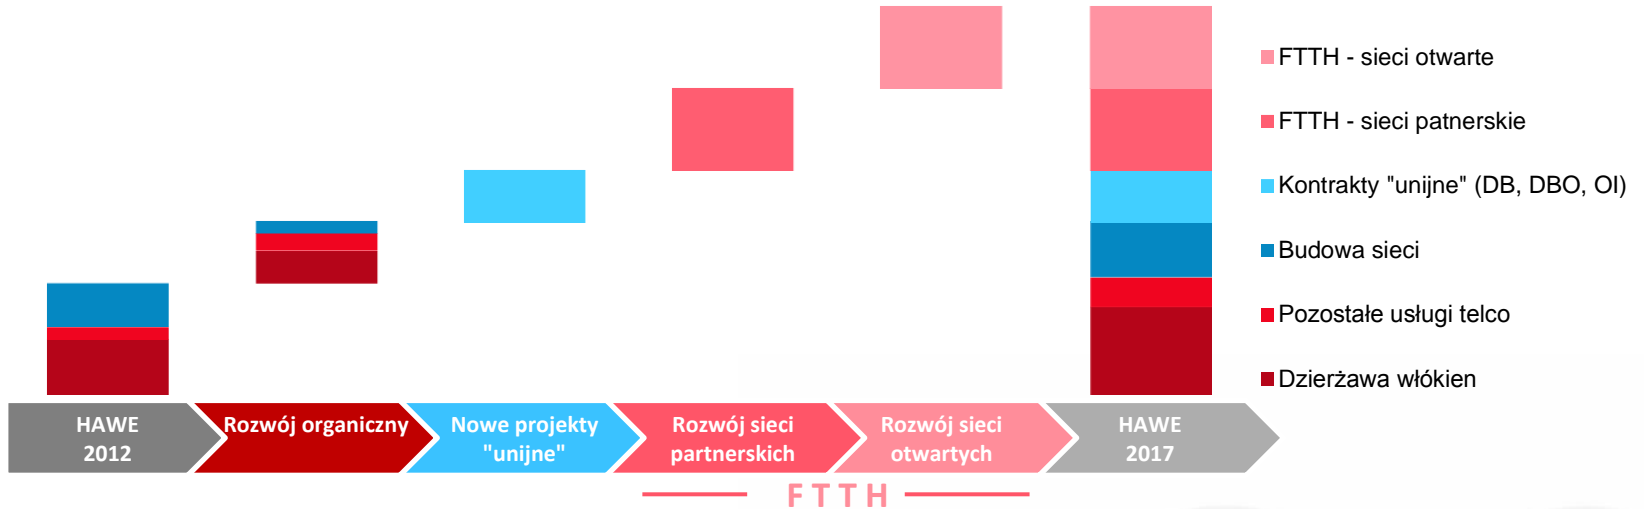 FTTH - sieci otwarte
FTTH - sieci patnerskie
Kontrakty "unijne" (DB, DBO, OI)
Budowa sieci
Pozostałe usługi telco
Dzierżawa włókien
HAWE
2012
Rozwój organiczny
Nowe projekty
"unijne"
Rozwój sieci
partnerskich
Rozwój sieci
otwartych
HAWE
2017
FTTH